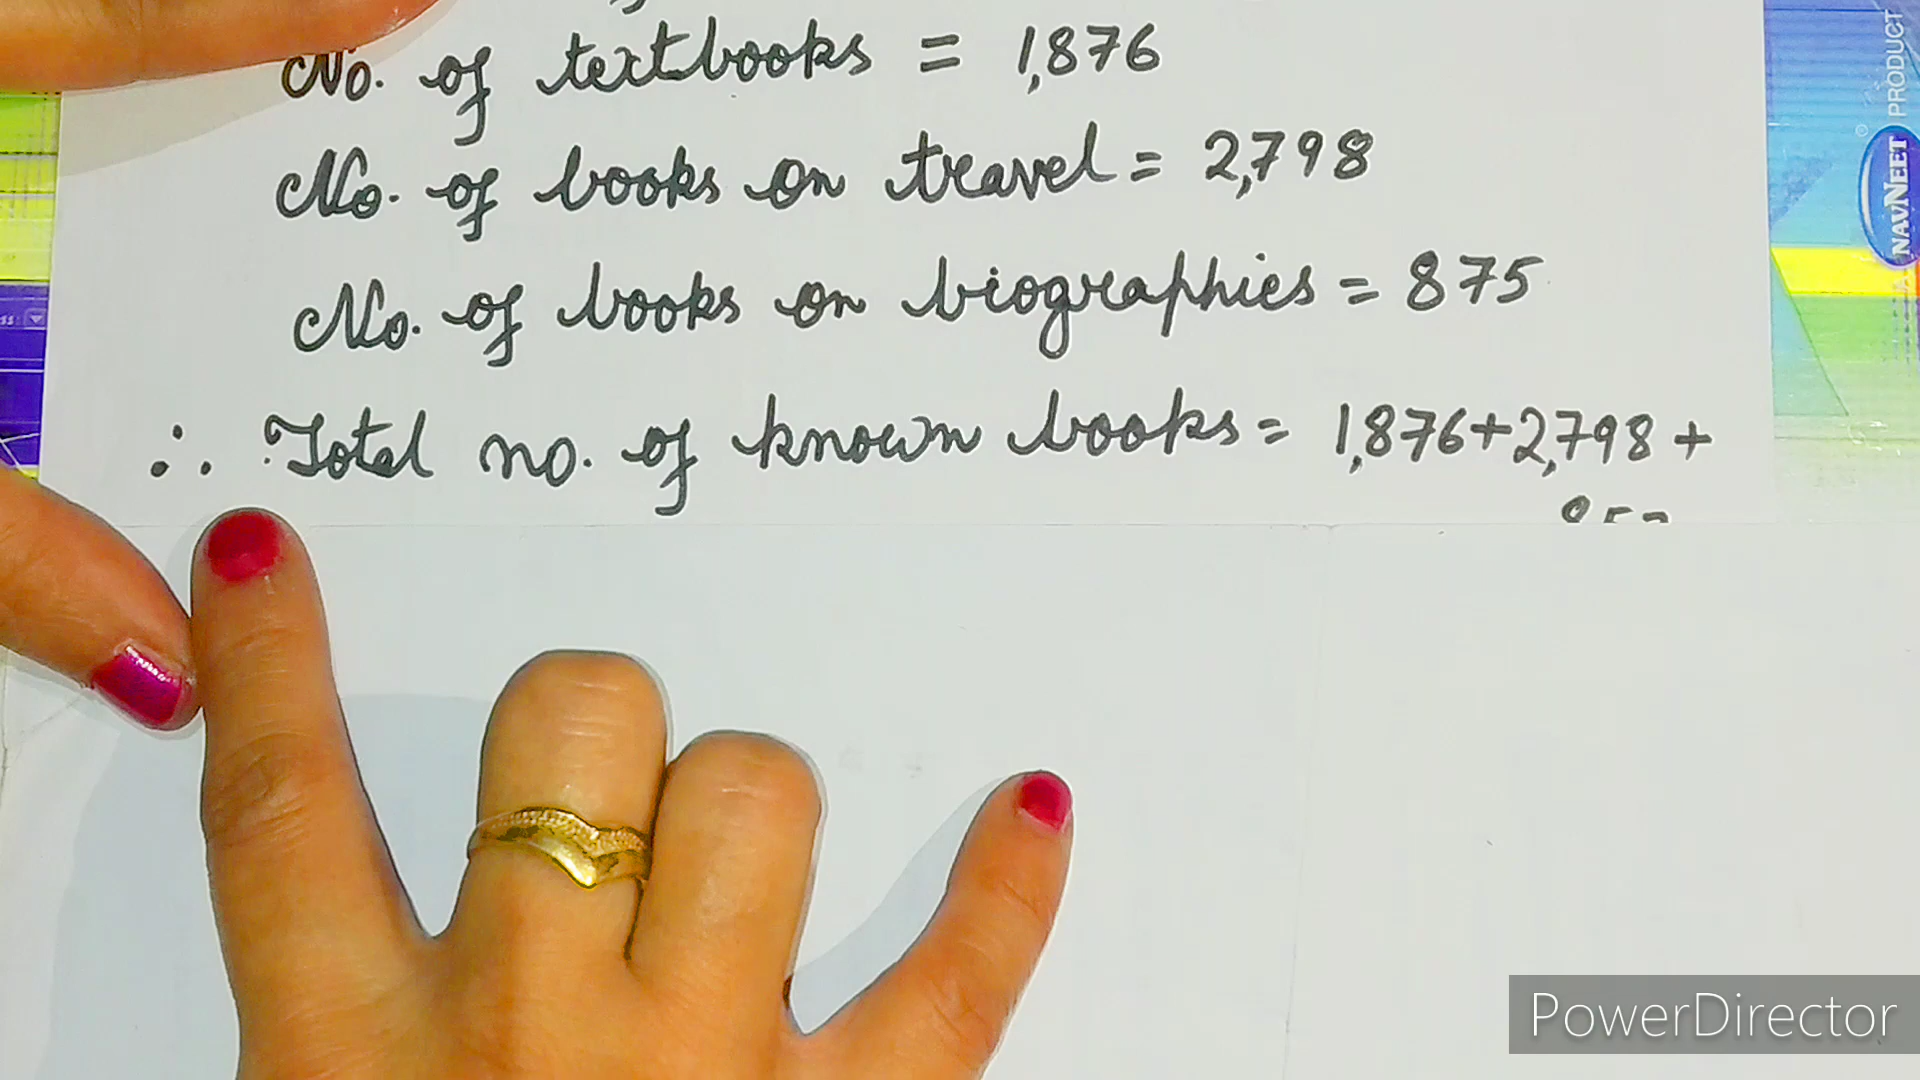 No. of textbooks = 1,876
No. of books on travel = 2,798
No. of books on biographies = 875
∴ Total no. of known books = 1,876+2,798+
NAVNEET PRODUCT
PowerDirector